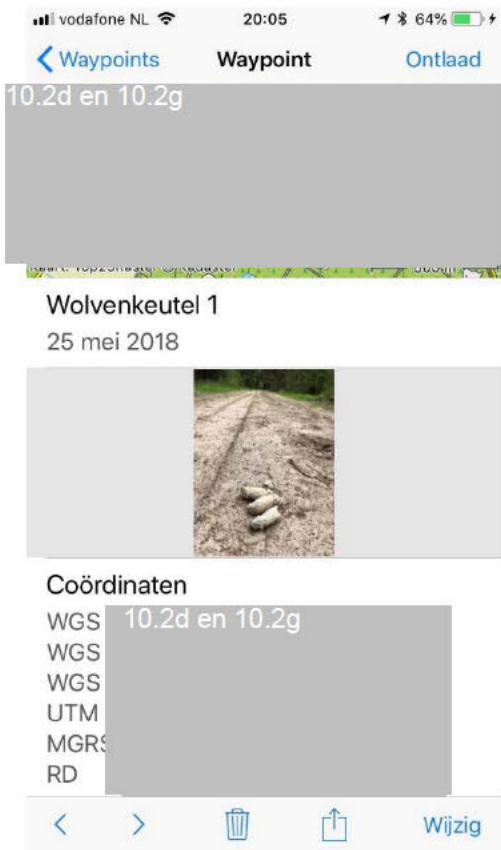 vodafone NL 20:05 64%
Waypoints Waypoint Ontlaad
10.2d en 10.2g
Wolvenkeutel 1
25 mei 2018
Coördinaten
10.2d en 10.2g
WGS
WGS
WGS
UTM
MGRS
RD
Wijzig